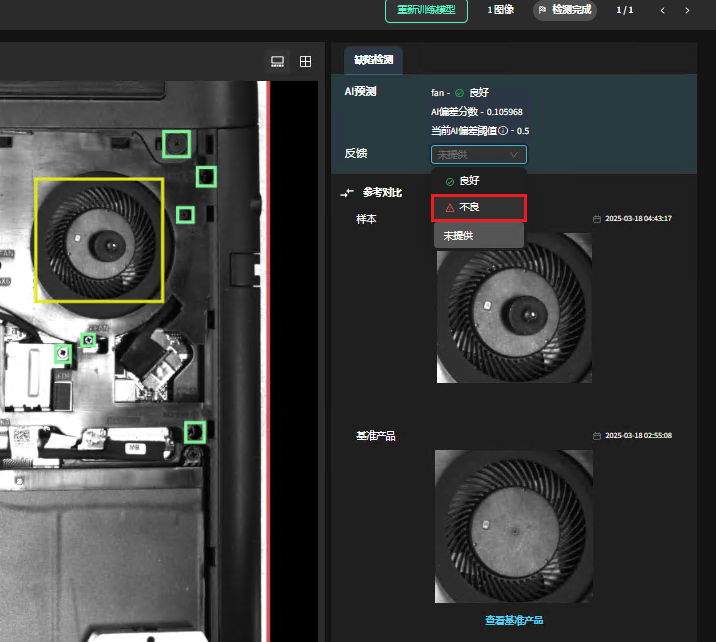 重新训练模型
1 图像
检测完成
1 / 1
缺陷检测
AI预测
fan - 良好
AI偏差分数 - 0.105968
当前AI偏差阈值 - 0.5
反馈
未提供
良好
不良
未提供
参考对比
样本
2025-03-18 04:43:17
基准产品
2025-03-18 02:55:08
查看基准产品